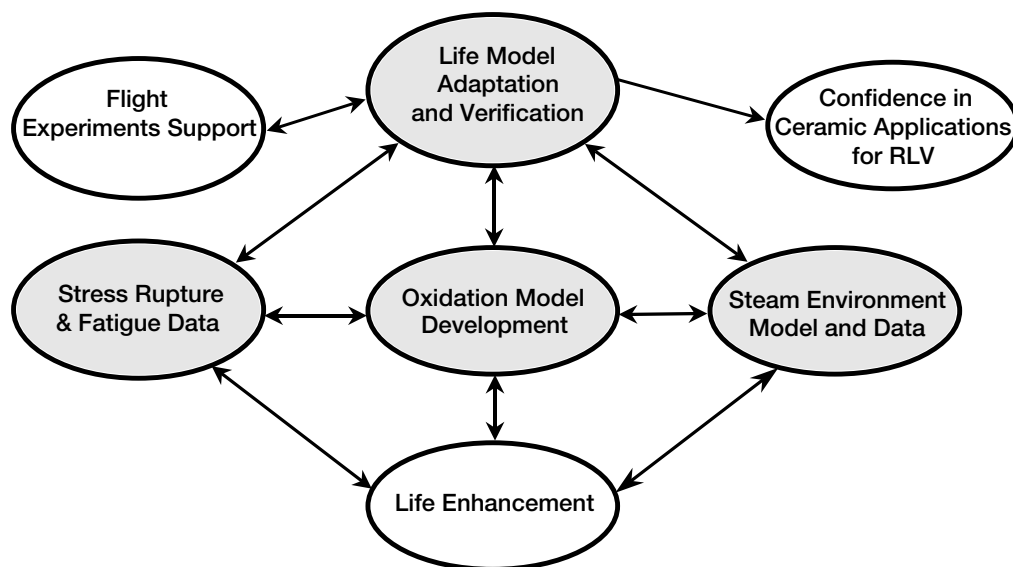 Life Model
Adaptation
and Verification
Flight
Experiments Support
Confidence in
Ceramic Applications
for RLV
Stress Rupture
& Fatigue Data
Oxidation Model
Development
Steam Environment
Model and Data
Life Enhancement